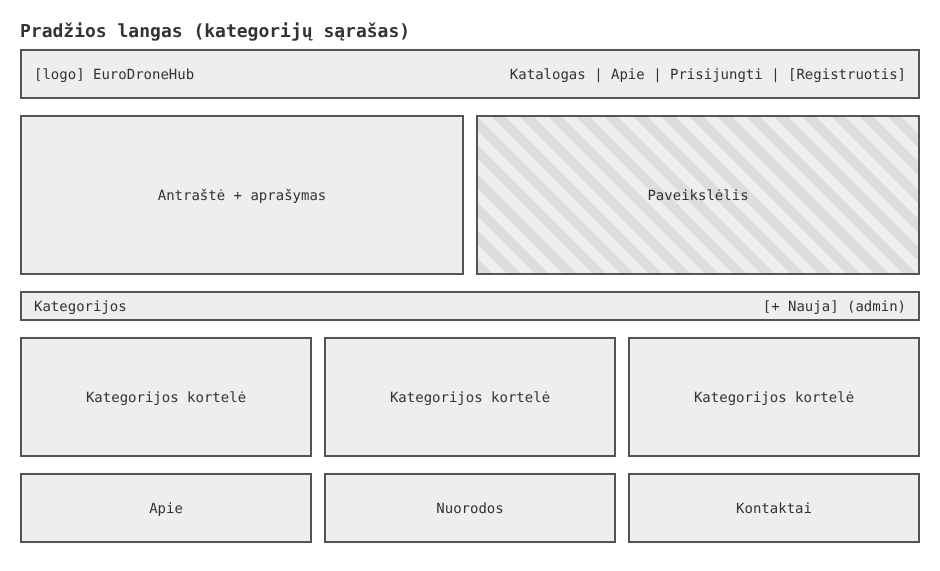 Pradžios langas (kategorijų sąrašas)
[logo] EuroDroneHub
Katalogas | Apie | Prisijungti | [Registruotis]
Antraštė + aprašymas
Paveikslėlis
Kategorijos
[+ Nauja] (admin)
Kategorijos kortelė
Kategorijos kortelė
Kategorijos kortelė
Apie
Nuorodos
Kontaktai